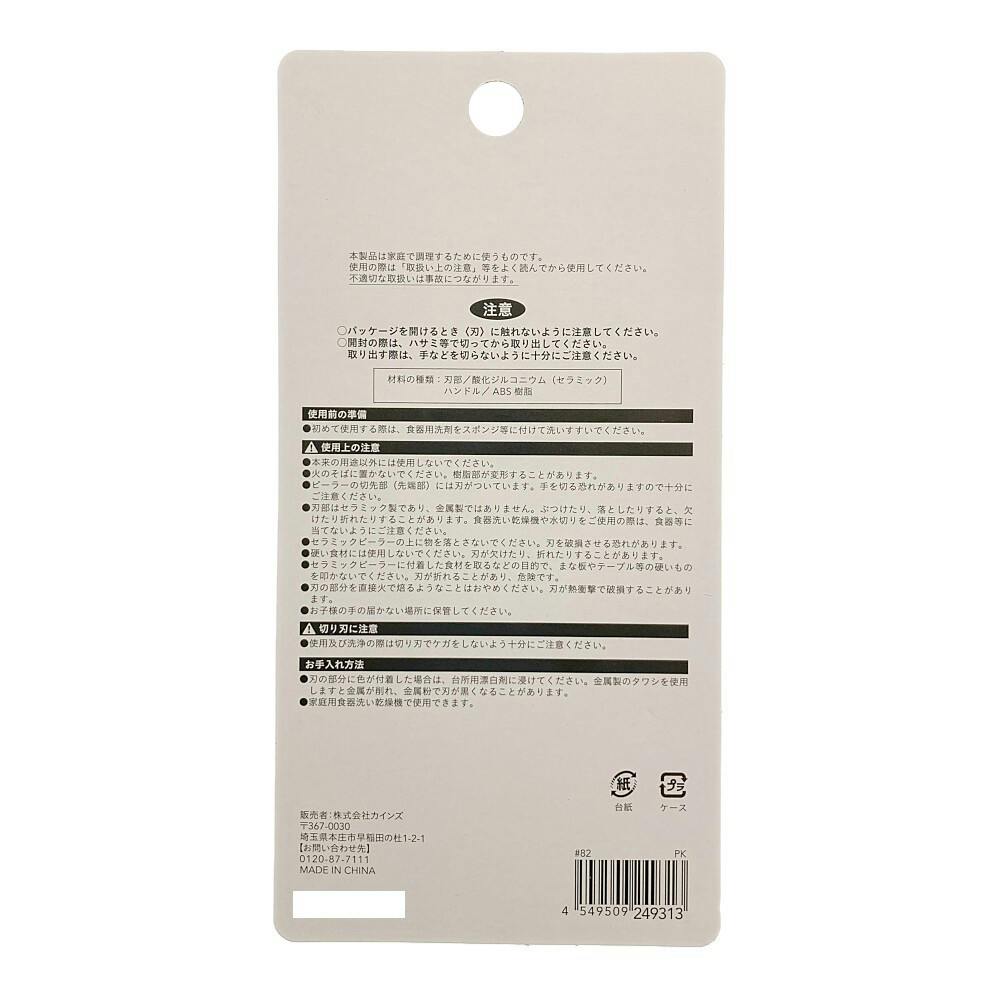 本製品は家庭で調理するために使うものです。
使用の際は「取扱い上の注意」等をよく読んでから使用してください。
不適切な取扱いは事故につながります。
注意
○パッケージを開けるとき〈刃〉に触れないように注意してください。
○開封の際は、ハサミ等で切ってから取り出してください。
取り出す際は、手などを切らないように十分にご注意ください。
材料の種類：刃部／酸化ジルコニウム（セラミック）
ハンドル／ABS樹脂
使用前の準備
●初めて使用する際は、食器用洗剤をスポンジ等に付けて洗いすすいでください。
使用上の注意
●本来の用途以外には使用しないでください。
●火のそばに置かないでください。樹脂部が変形することがあります。
●ピーラーの切先部（先端部）には刃がついています。手を切る恐れがありますので十分に
ご注意ください。
●刃部はセラミック製であり、金属製ではありません。ぶつけたり、落としたりすると、欠
けたり折れたりすることがあります。食器洗い乾燥機や水切りをご使用の際は、食器等に
当てないようにご注意ください。
●セラミックピーラーの上に物を落とさないでください。刃を破損させる恐れがあります。
●硬い食材には使用しないでください。刃が欠けたり、折れたりすることがあります。
●セラミックピーラーに付着した食材を取るなどの目的で、まな板やテーブル等の硬いもの
を叩かないでください。刃が折れることがあり、危険です。
●刃の部分を直接火で焙るようなことはおやめください。刃が熱衝撃で破損することがあり
ます。
●お子様の手の届かない場所に保管してください。
切り刃に注意
●使用及び洗浄の際は切り刃でケガをしないよう十分にご注意ください。
お手入れ方法
●刃の部分に色が付着した場合は、台所用漂白剤に浸けてください。金属製のタワシを使用
しますと金属が削れ、金属粉で刃が黒くなることがあります。
●家庭用食器洗い乾燥機で使用できます。
紙
台紙
プラ
ケース
販売者：株式会社カインズ
〒367-0030
埼玉県本庄市早稲田の杜1-2-1
【お問い合わせ先】
0120-87-7111
MADE IN CHINA
#82 PK
4 549509 249313